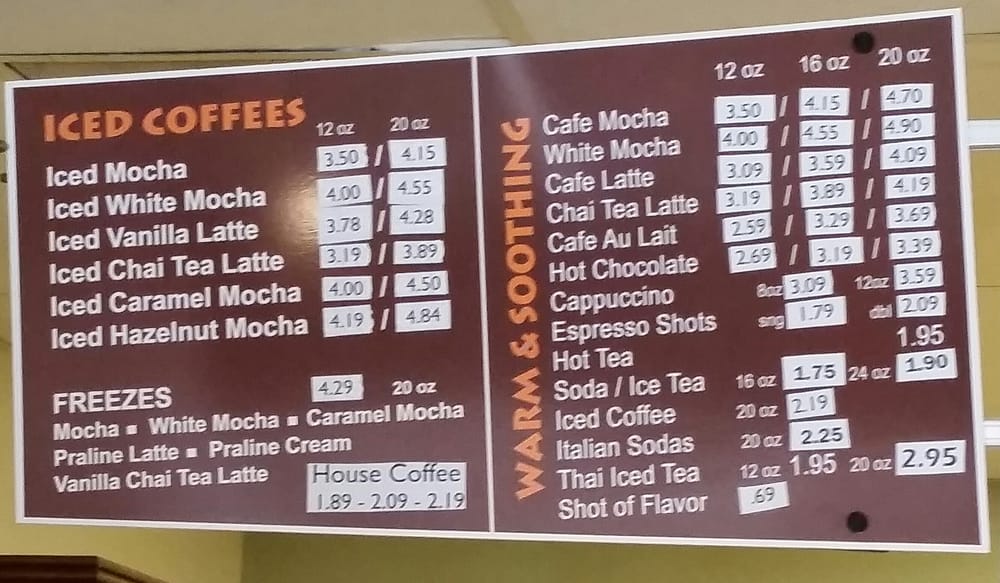 ICED COFFEES 12 oz 20 oz
Iced Mocha 3.50 / 4.15
Iced White Mocha 4.00 / 4.55
Iced Vanilla Latte 3.78 / 4.28
Iced Chai Tea Latte 3.19 / 3.89
Iced Caramel Mocha 4.00 / 4.50
Iced Hazelnut Mocha 4.19 / 4.84
FREEZES 4.29 20 oz
Mocha ▪ White Mocha ▪ Caramel Mocha
Praline Latte ▪ Praline Cream
Vanilla Chai Tea Latte
House Coffee
1.89 - 2.09 - 2.19
WARM & SOOTHING
12 oz 16 oz 20 oz
Cafe Mocha 3.50 / 4.15 / 4.70
White Mocha 4.00 / 4.55 / 4.90
Cafe Latte 3.09 / 3.59 / 4.09
Chai Tea Latte 3.19 / 3.89 / 4.19
Cafe Au Lait 2.59 / 3.29 / 3.69
Hot Chocolate 2.69 / 3.19 / 3.39
Cappuccino 8oz 3.09 12oz 3.59
Espresso Shots sng 1.79 dbl 2.09
Hot Tea 1.95
Soda / Ice Tea 16 oz 1.75 24 oz 1.90
Iced Coffee 20 oz 2.19
Italian Sodas 20 oz 2.25
Thai Iced Tea 12 oz 1.95 20 oz 2.95
Shot of Flavor .69